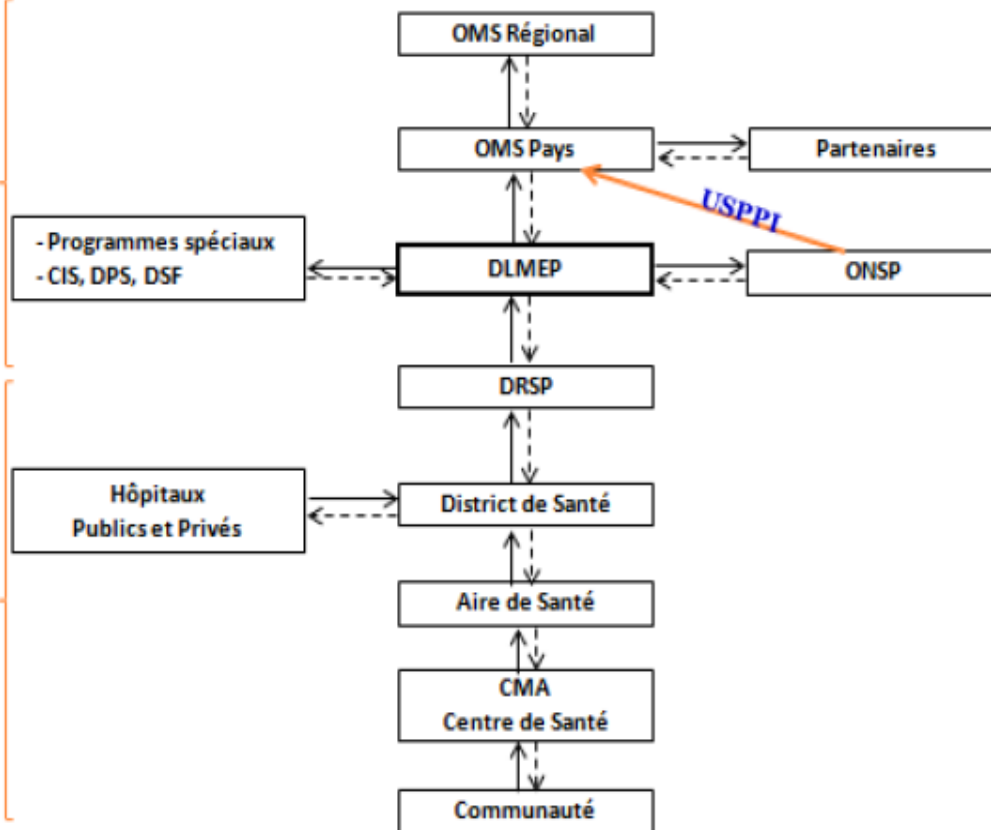 OMS Régional
OMS Pays
Partenaires
USPPI
- Programmes spéciaux
- CIS, DPS, DSF
DLMEP
ONSP
DRSP
Hôpitaux
Publics et Privés
District de Santé
Aire de Santé
CMA
Centre de Santé
Communauté